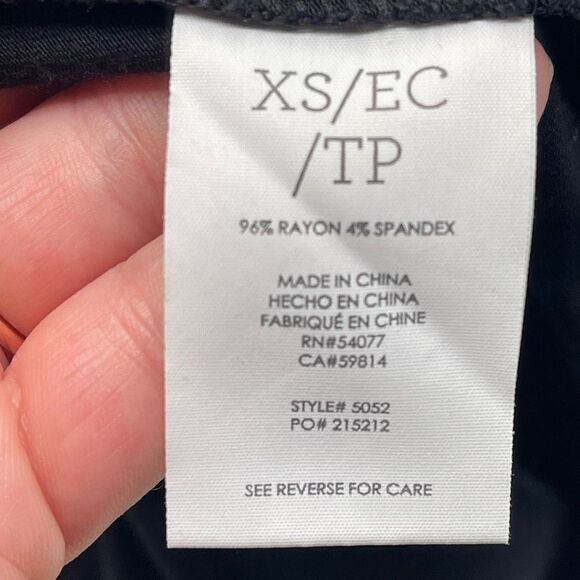 XS/EC
/TP
96% RAYON 4% SPANDEX
MADE IN CHINA
HECHO EN CHINA
FABRIQUÉ EN CHINE
RN#54077
CA#59814
STYLE# 5052
PO# 215212
SEE REVERSE FOR CARE